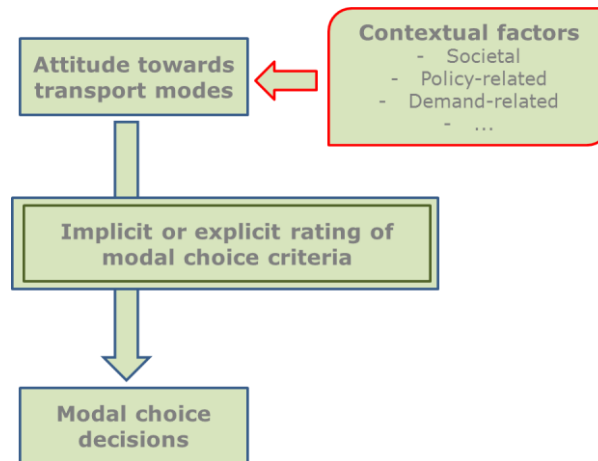 Attitude towards
transport modes
Contextual factors
- Societal
- Policy-related
- Demand-related
- ...
Implicit or explicit rating of
modal choice criteria
Modal choice
decisions